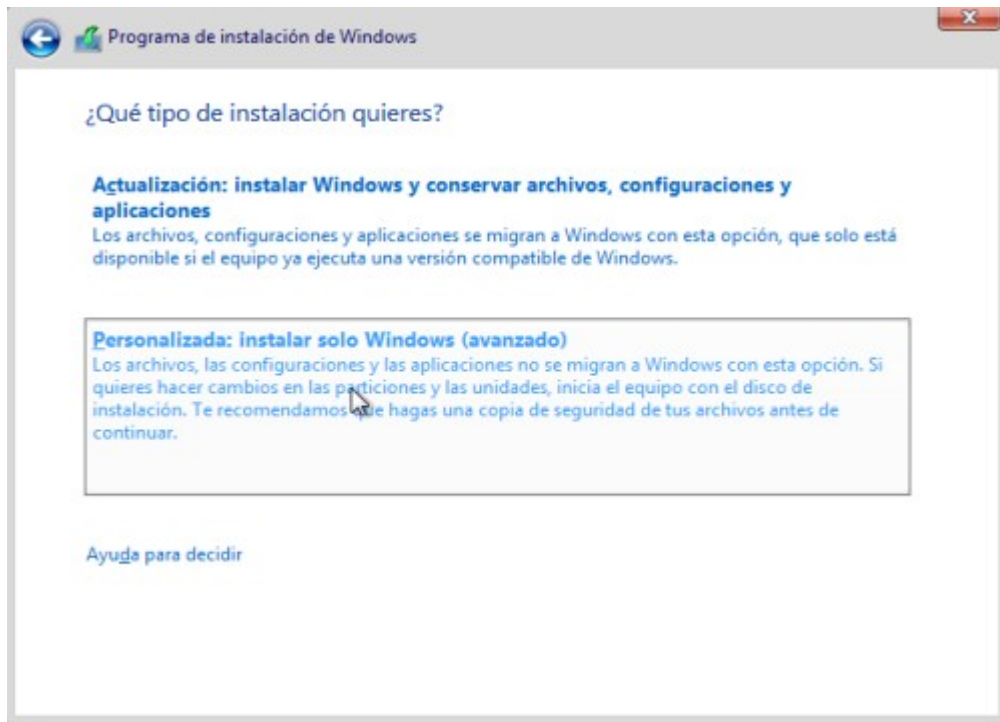 Programa de instalación de Windows
¿Qué tipo de instalación quieres?
Actualización: instalar Windows y conservar archivos, configuraciones y
aplicaciones
Los archivos, configuraciones y aplicaciones se migran a Windows con esta opción, que solo está
disponible si el equipo ya ejecuta una versión compatible de Windows.
Personalizada: instalar solo Windows (avanzado)
Los archivos, las configuraciones y las aplicaciones no se migran a Windows con esta opción. Si
quieres hacer cambios en las particiones y las unidades, inicia el equipo con el disco de
instalación. Te recomendamos que hagas una copia de seguridad de tus archivos antes de
continuar.
Ayuda para decidir